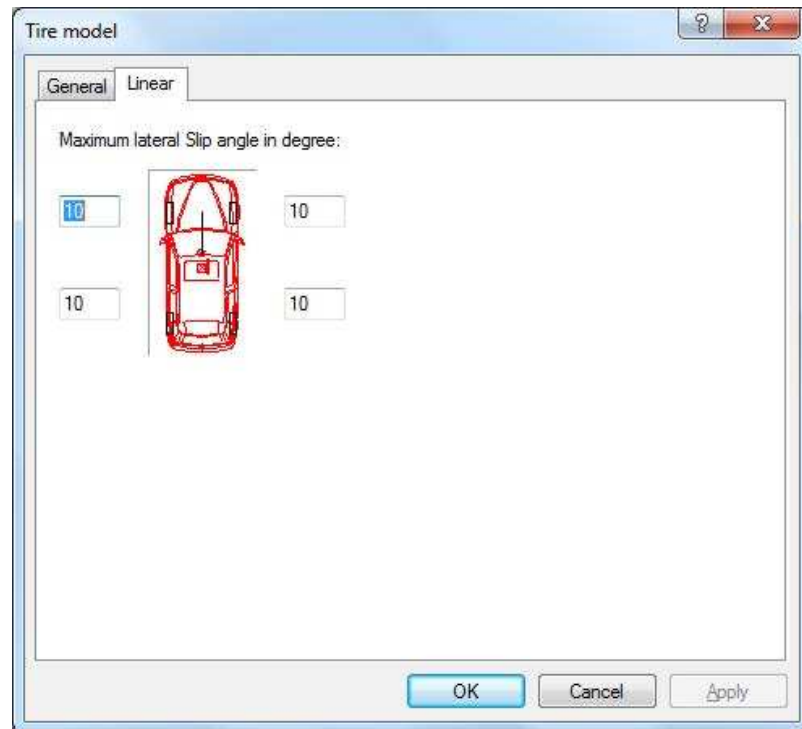 Tire model
General Linear
Maximum lateral Slip angle in degree:
10 10
10 10
OK Cancel Apply